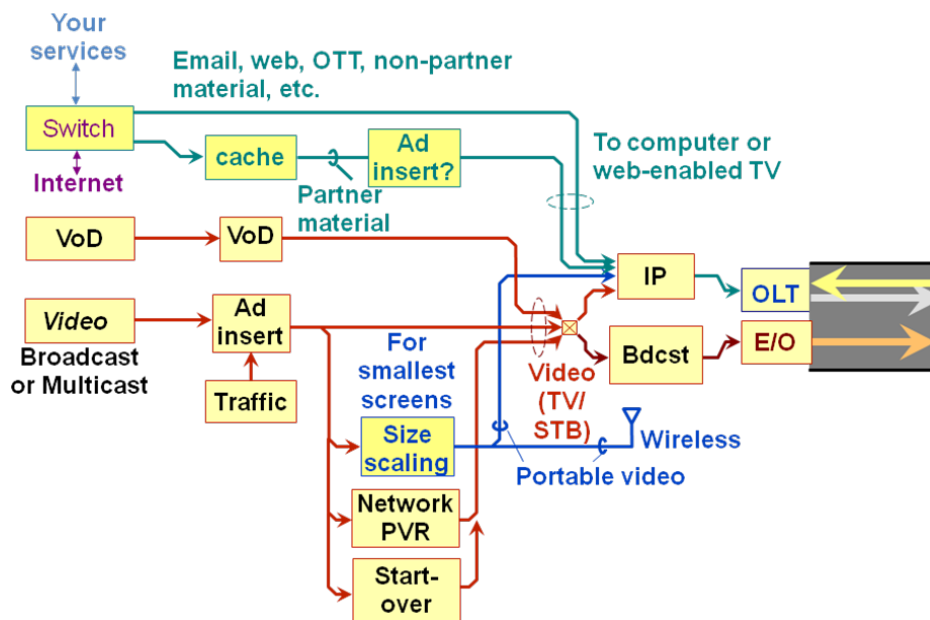 Your
services
Email, web, OTT, non-partner
material, etc.
Switch
To computer or
web-enabled TV
cache
Ad
insert?
Internet
Partner
material
VoD
VoD
IP
OLT
Video
Ad
insert
Broadcast
or Multicast
For
smallest
screens
Bdcst
E/O
Video
(TV/
STB)
Traffic
Size
scaling
Wireless
Portable video
Network
PVR
Start-
over